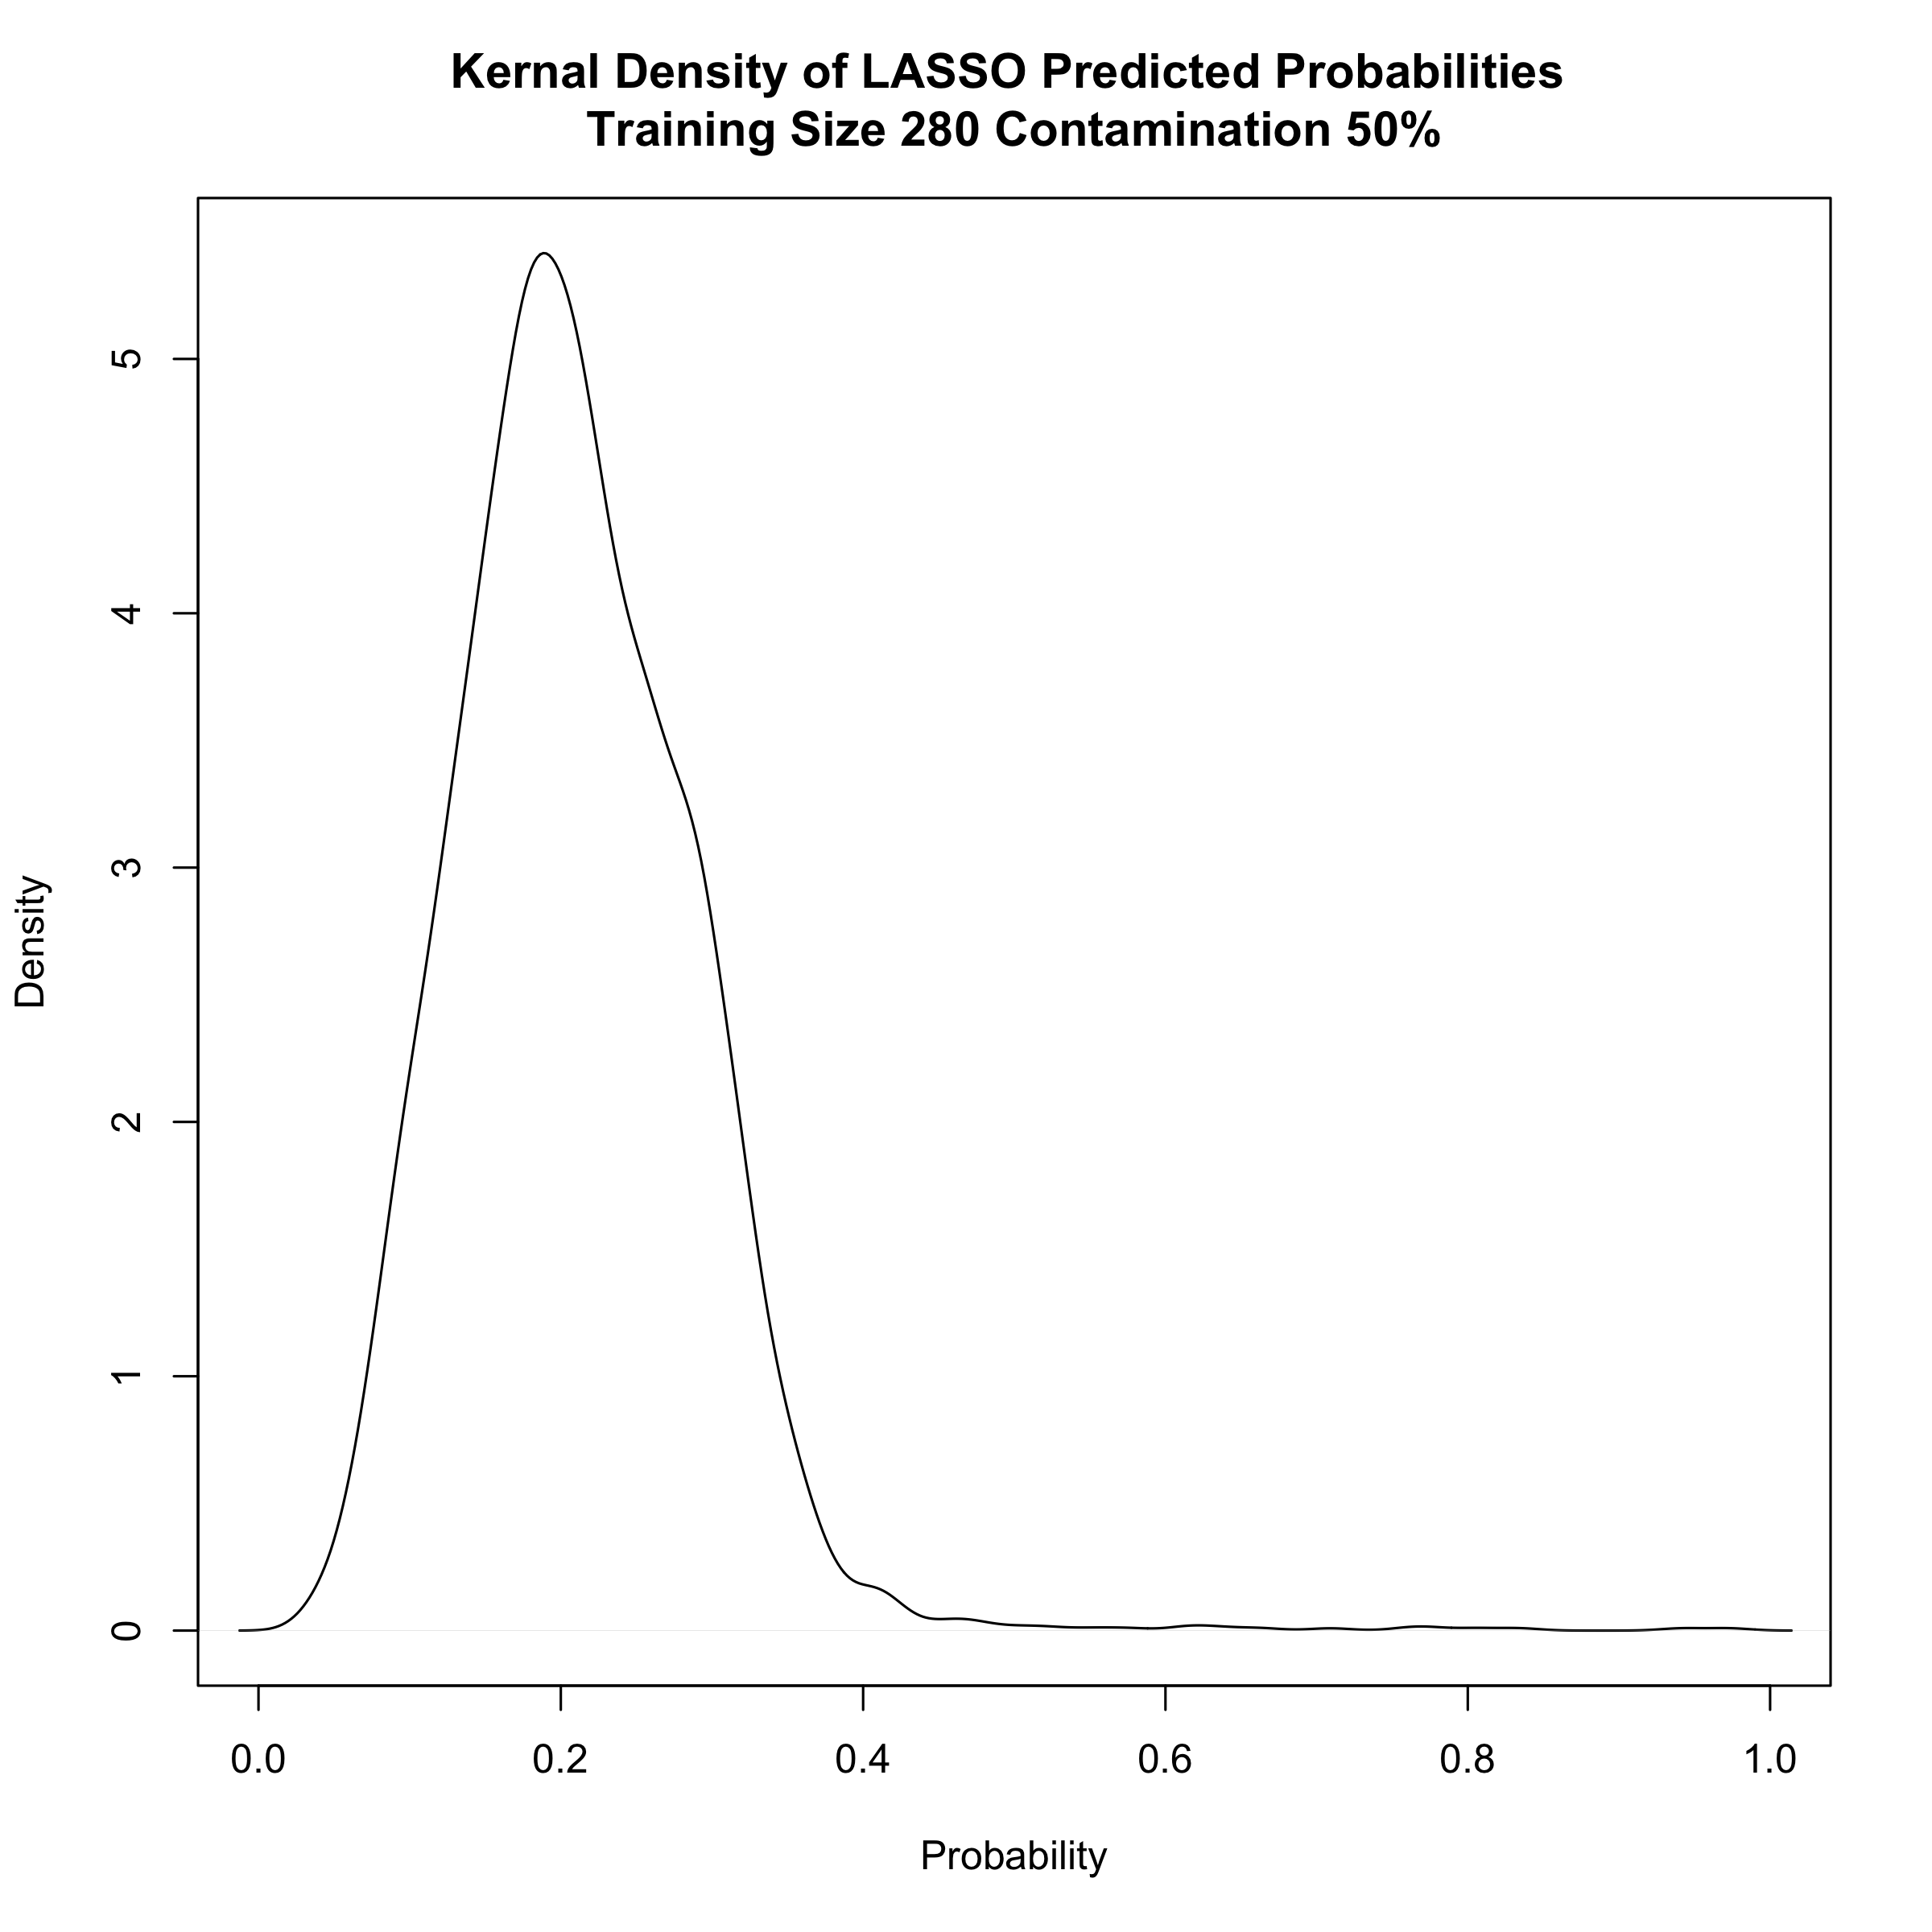 Kernal Density of LASSO Predicted Probabilities
Training Size 280 Contamination 50%
Density
5
4
3
2
1
0
0.0 0.2 0.4 0.6 0.8 1.0
Probability